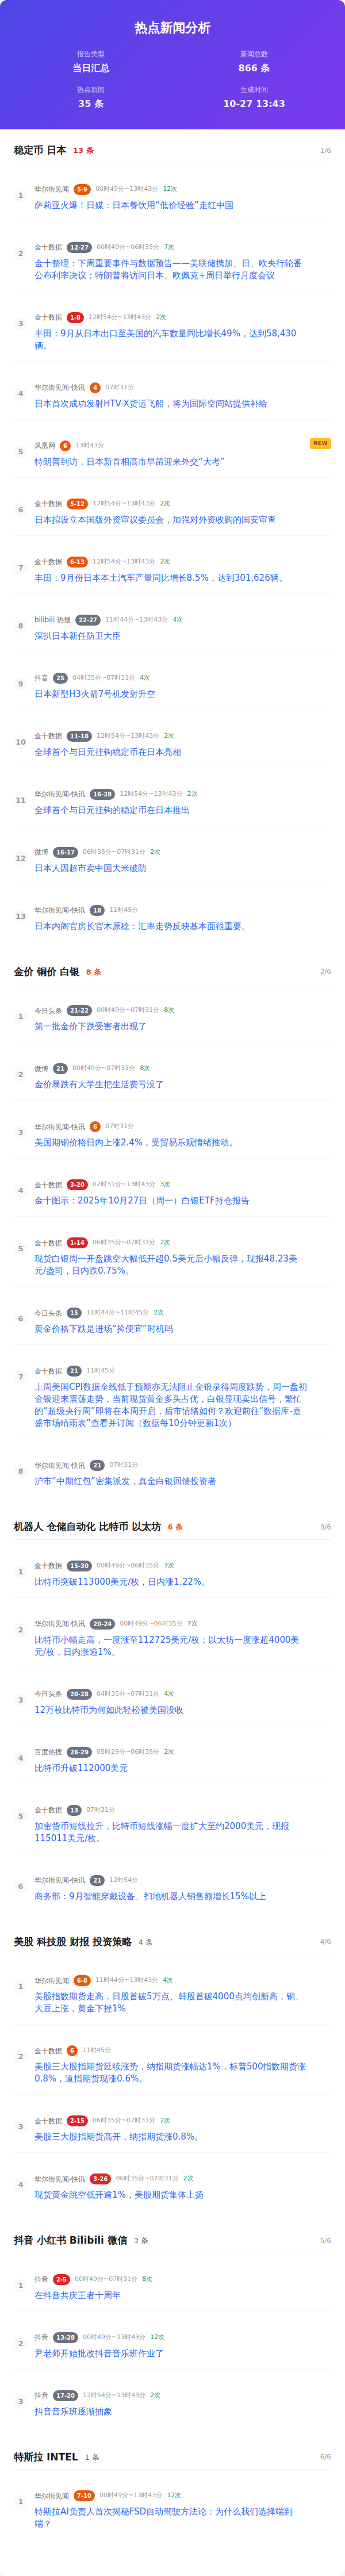 热点新闻分析
报告类型
新闻总数
当日汇总
866 条
热点新闻
生成时间
35 条
10-27 13:43
稳定币 日本 13 条 1/6
1
华尔街见闻 5-9 00时49分~13时43分 12次
萨莉亚火爆！日媒：日本餐饮用“低价经验”走红中国
2
金十数据 12-27 00时49分~06时35分 7次
金十整理：下周重要事件与数据预告——美联储携加、日、欧央行轮番
公布利率决议；特朗普将访问日本、欧佩克+周日举行月度会议
3
金十数据 1-8 12时54分~13时43分 2次
丰田：9月从日本出口至美国的汽车数量同比增长49%，达到58,430
辆。
4
华尔街见闻-快讯 4 07时31分
日本首次成功发射HTV-X货运飞船，将为国际空间站提供补给
5
凤凰网 6 13时43分
NEW
特朗普到访，日本新首相高市早苗迎来外交“大考”
6
金十数据 5-12 12时54分~13时43分 2次
日本拟设立本国版外资审议委员会，加强对外资收购的国安审查
7
金十数据 6-13 12时54分~13时43分 2次
丰田：9月份日本本土汽车产量同比增长8.5%，达到301,626辆。
8
bilibili 热搜 22-27 11时44分~13时43分 4次
深扒日本新任防卫大臣
9
抖音 25 04时35分~07时31分 4次
日本新型H3火箭7号机发射升空
10
金十数据 11-18 12时54分~13时43分 2次
全球首个与日元挂钩稳定币在日本亮相
11
华尔街见闻-快讯 16-28 12时54分~13时43分 2次
全球首个与日元挂钩的稳定币在日本推出
12
微博 16-17 06时35分~07时31分 2次
日本人因超市卖中国大米破防
13
华尔街见闻-快讯 18 11时45分
日本内阁官房长官木原稔：汇率走势反映基本面很重要。
金价 铜价 白银 8 条 2/6
1
今日头条 21-22 00时49分~07时31分 8次
第一批金价下跌受害者出现了
2
微博 21 00时49分~07时31分 8次
金价暴跌有大学生把生活费亏没了
3
华尔街见闻-快讯 6 07时31分
美国期铜价格日内上涨2.4%，受贸易乐观情绪推动。
4
金十数据 3-20 07时31分~13时43分 3次
金十图示：2025年10月27日（周一）白银ETF持仓报告
5
金十数据 1-14 06时35分~07时31分 2次
现货白银周一开盘跳空大幅低开超0.5美元后小幅反弹，现报48.23美
元/盎司，日内跌0.75%。
6
今日头条 15 11时44分~11时45分 2次
黄金价格下跌是进场“捡便宜”时机吗
7
金十数据 21 11时45分
上周美国CPI数据全线低于预期亦无法阻止金银录得周度跌势，周一盘初
金银迎来震荡走势，当前现货黄金多头占优，白银显现卖出信号，繁忙
的“超级央行周”即将在本周开启，后市情绪如何？欢迎前往“数据库-嘉
盛市场晴雨表”查看并订阅（数据每10分钟更新1次）
8
华尔街见闻-快讯 21 07时31分
沪市“中期红包”密集派发，真金白银回馈投资者
机器人 仓储自动化 比特币 以太坊 6 条 3/6
1
金十数据 15-30 00时49分~06时35分 7次
比特币突破113000美元/枚，日内涨1.22%。
2
华尔街见闻-快讯 20-24 00时49分~06时35分 7次
比特币小幅走高，一度涨至112725美元/枚；以太坊一度涨超4000美
元/枚，日内涨逾1%。
3
今日头条 20-28 04时35分~07时31分 4次
12万枚比特币为何如此轻松被美国没收
4
百度热搜 26-29 05时29分~06时35分 2次
比特币升破112000美元
5
金十数据 13 07时31分
加密货币短线拉升，比特币短线涨幅一度扩大至约2000美元，现报
115011美元/枚。
6
华尔街见闻-快讯 21 12时54分
商务部：9月智能穿戴设备、扫地机器人销售额增长15%以上
美股 科技股 财报 投资策略 4 条 4/6
1
华尔街见闻 6-8 11时44分~13时43分 4次
美股指数期货走高，日股首破5万点、韩股首破4000点均创新高，铜、
大豆上涨，黄金下挫1%
2
金十数据 6 11时45分
美股三大股指期货延续涨势，纳指期货涨幅达1%，标普500指数期货涨
0.8%，道指期货现涨0.6%。
3
金十数据 2-15 06时35分~07时31分 2次
美股三大股指期货高开，纳指期货涨0.8%。
4
华尔街见闻-快讯 3-26 06时35分~07时31分 2次
现货黄金跳空低开逾1%，美股期货集体上扬
抖音 小红书 Bilibili 微信 3 条 5/6
1
抖音 2-5 00时49分~07时31分 8次
在抖音共庆王者十周年
2
抖音 13-28 00时49分~13时43分 12次
尹老师开始批改抖音音乐班作业了
3
抖音 17-20 12时54分~13时43分 2次
抖音音乐班逐渐抽象
特斯拉 INTEL 1 条 6/6
1
华尔街见闻 7-10 00时49分~13时43分 12次
特斯拉AI负责人首次揭秘FSD自动驾驶方法论：为什么我们选择端到
端？